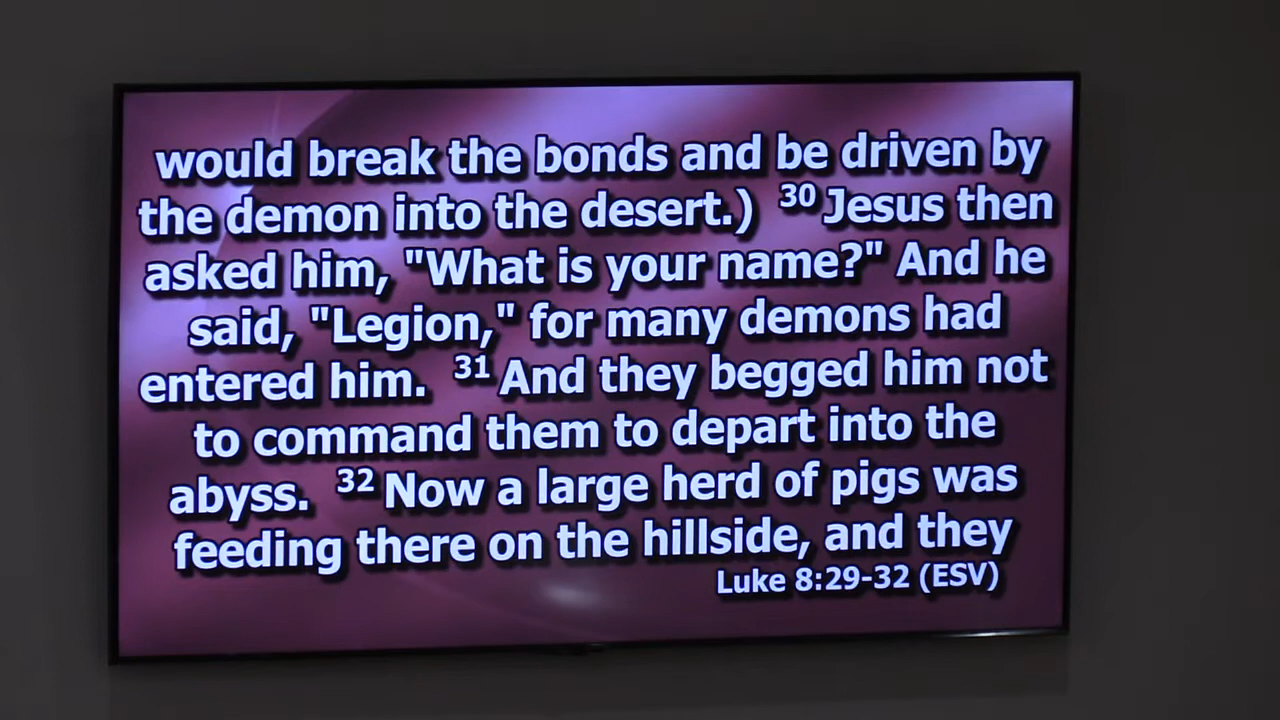 would break the bonds and be driven by
the demon into the desert.) 30 Jesus then
asked him, "What is your name?" And he
said, "Legion," for many demons had
entered him. 31 And they begged him not
to command them to depart into the
abyss. 32 Now a large herd of pigs was
feeding there on the hillside, and they
Luke 8:29-32 (ESV)